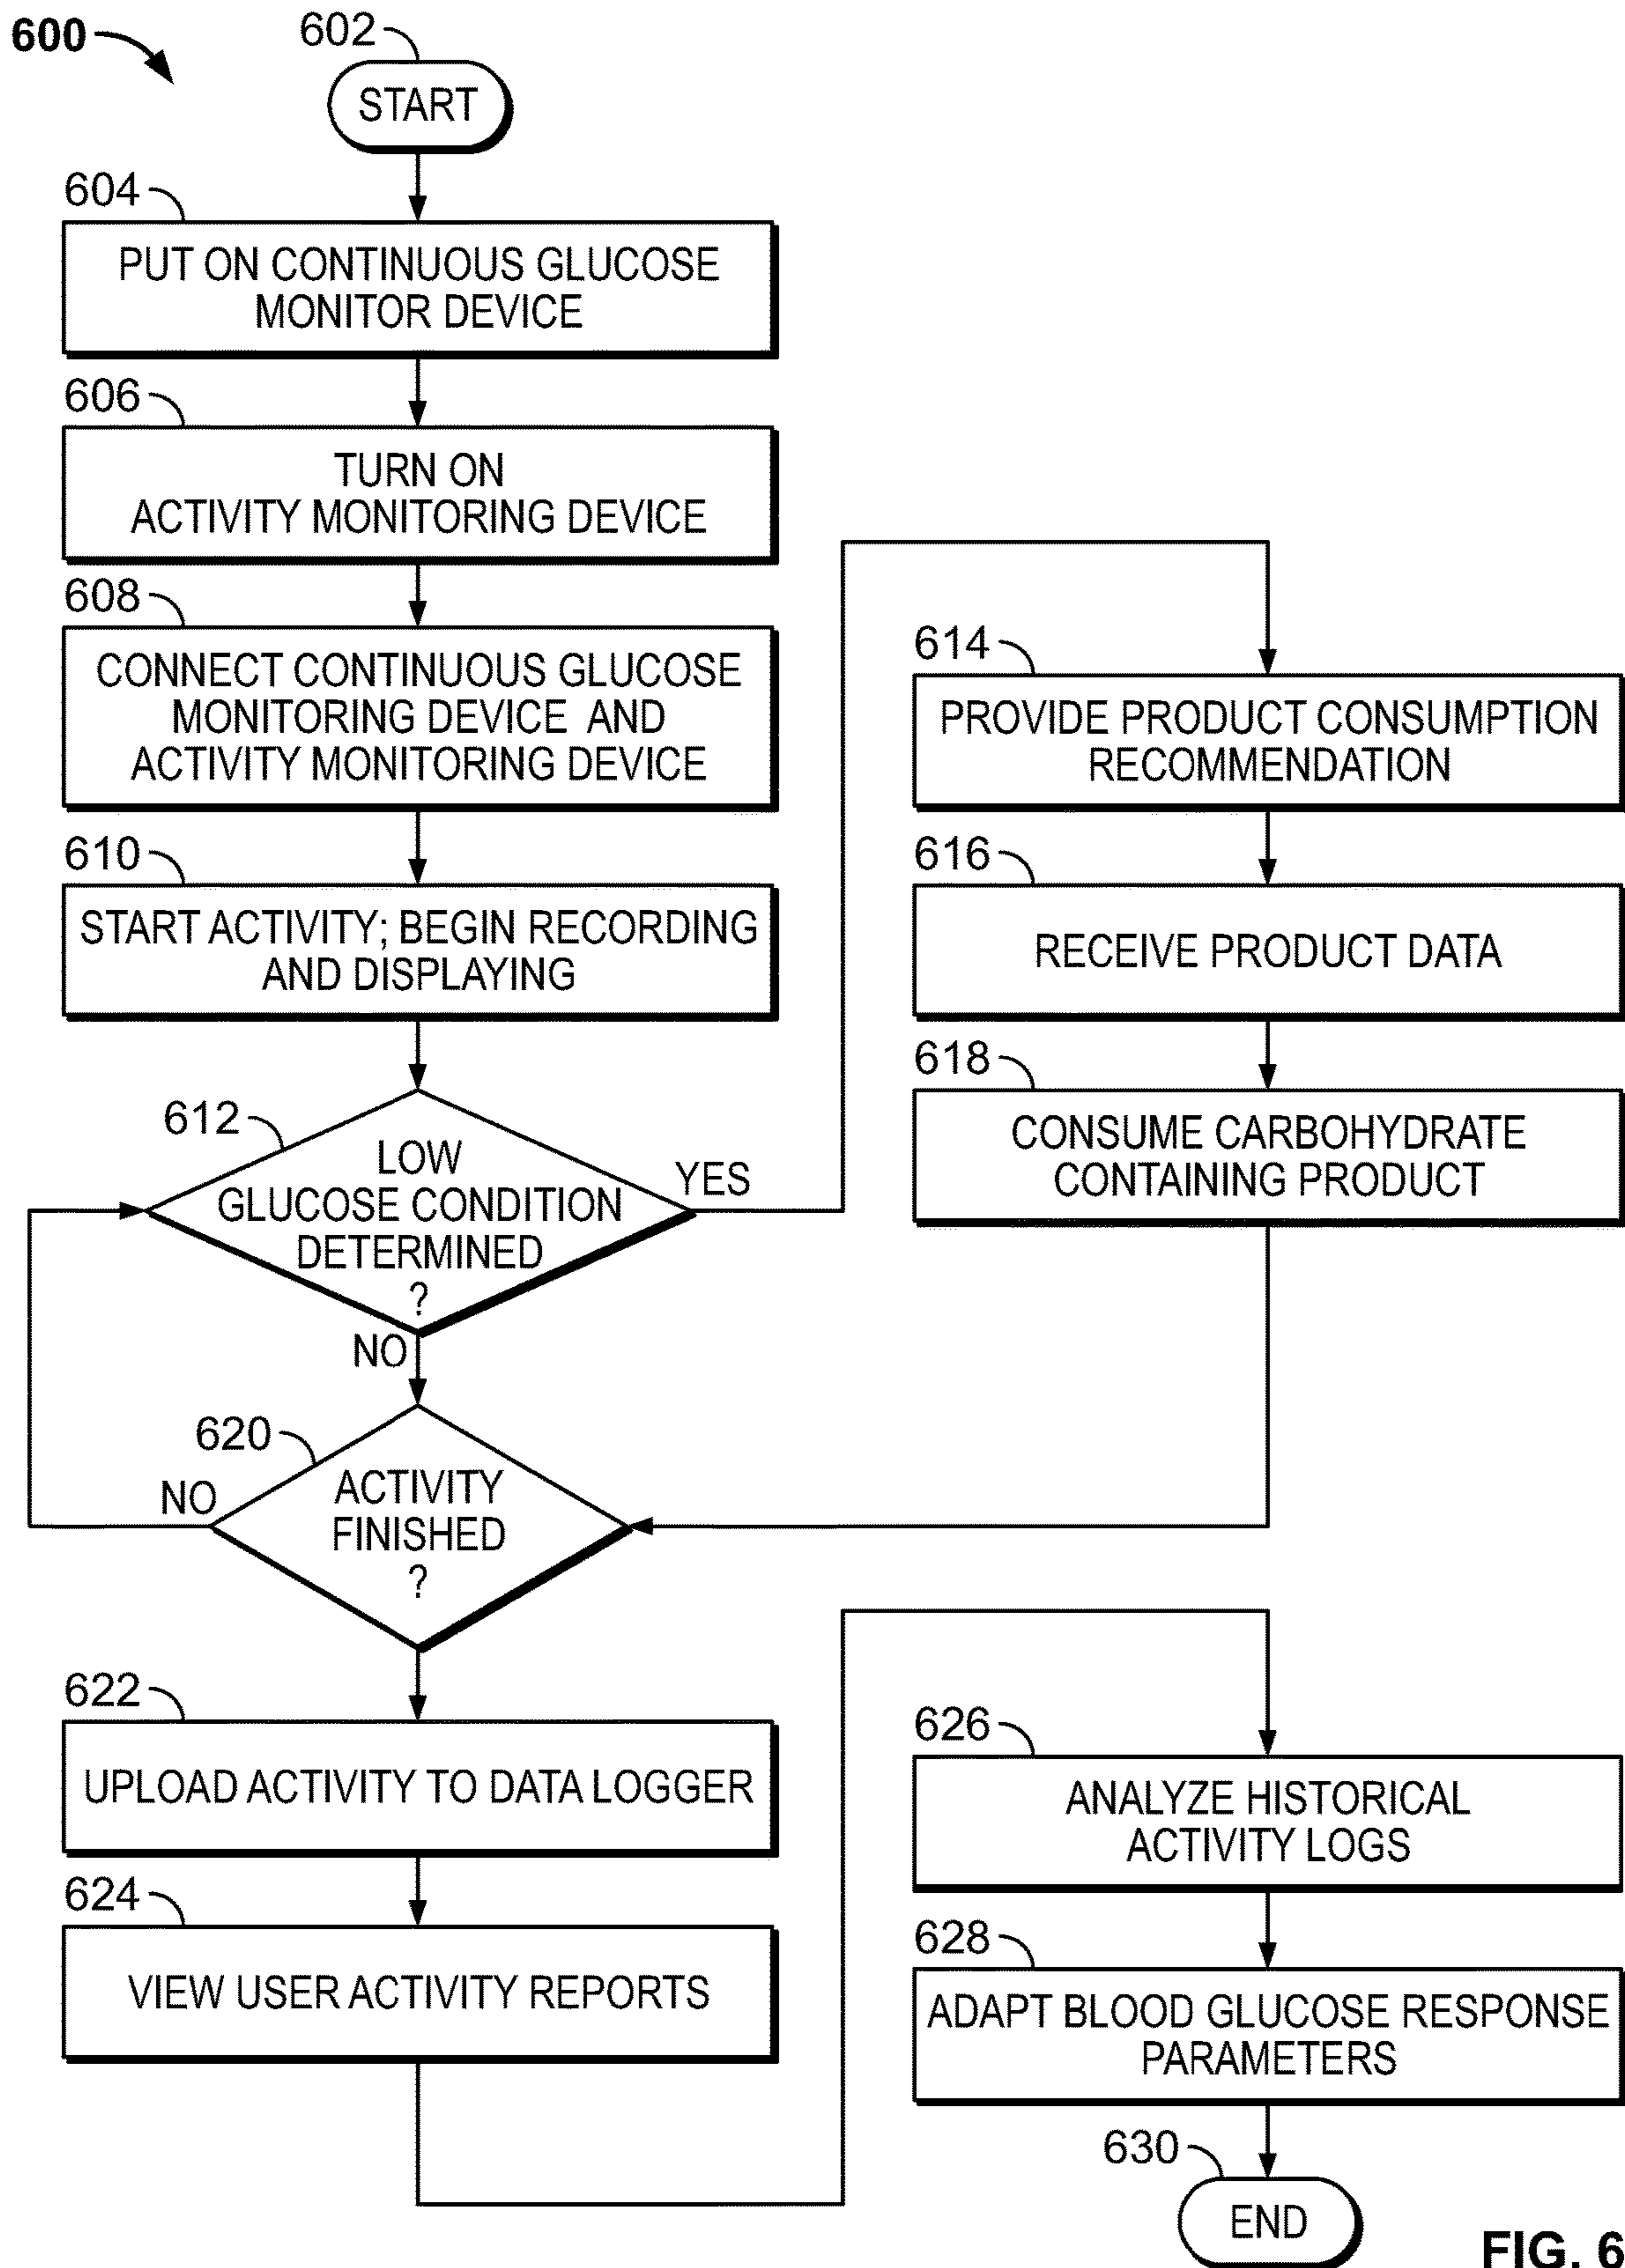 600
602
START
604
PUT ON CONTINUOUS GLUCOSE
MONITOR DEVICE
606
TURN ON
ACTIVITY MONITORING DEVICE
608
CONNECT CONTINUOUS GLUCOSE
MONITORING DEVICE AND
ACTIVITY MONITORING DEVICE
610
START ACTIVITY; BEGIN RECORDING
AND DISPLAYING
612
LOW
GLUCOSE CONDITION
DETERMINED
?
YES
NO
614
PROVIDE PRODUCT CONSUMPTION
RECOMMENDATION
616
RECEIVE PRODUCT DATA
618
CONSUME CARBOHYDRATE
CONTAINING PRODUCT
620
ACTIVITY
FINISHED
?
NO
622
UPLOAD ACTIVITY TO DATA LOGGER
624
VIEW USER ACTIVITY REPORTS
626
ANALYZE HISTORICAL
ACTIVITY LOGS
628
ADAPT BLOOD GLUCOSE RESPONSE
PARAMETERS
630
END
FIG. 6